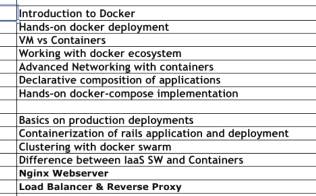 Introduction to Docker
Hands-on docker deployment
VM vs Containers
Working with docker ecosystem
Advanced Networking with containers
Declarative composition of applications
Hands-on docker-compose implementation
Basics on production deployments
Containerization of rails application and deployment
Clustering with docker swarm
Difference between IaaS SW and Containers
Nginx Webserver
Load Balancer & Reverse Proxy